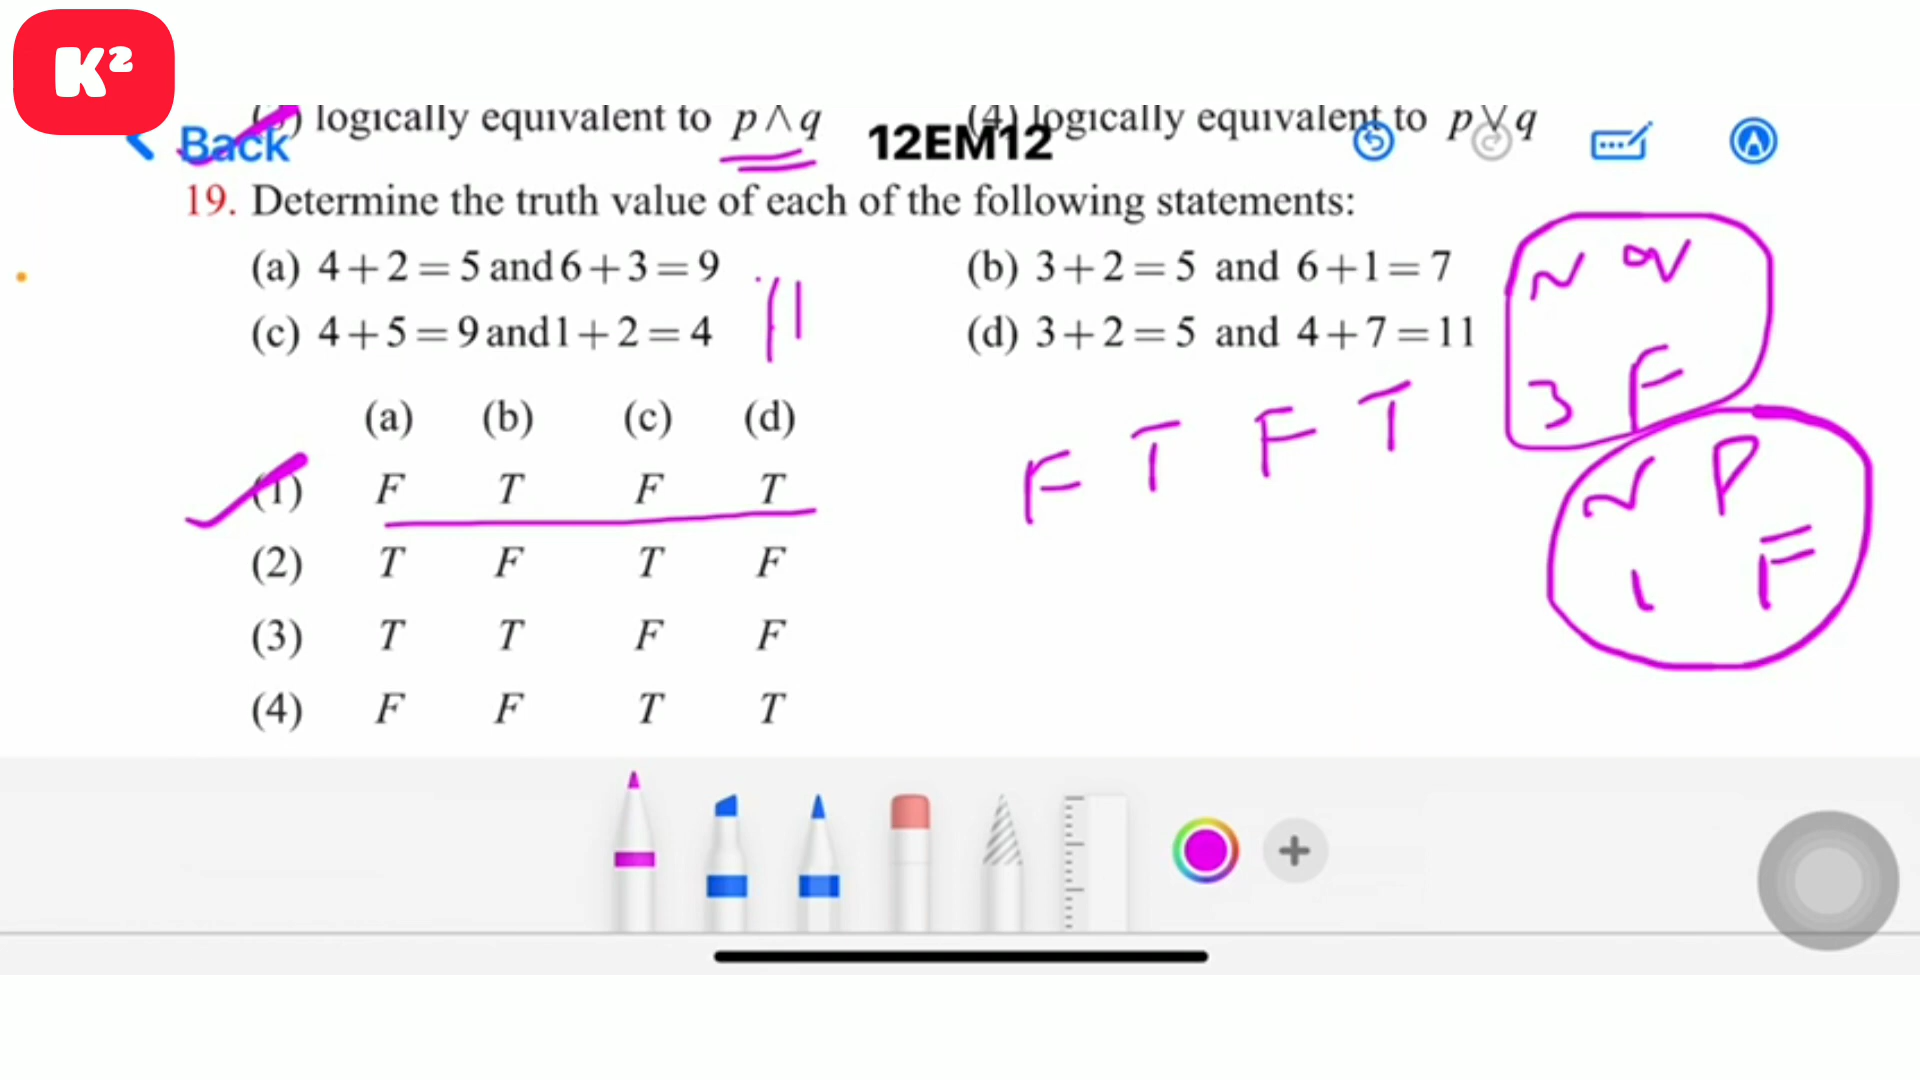 K²
logically equivalent to p∧q (4) logically equivalent to p∨q
Back 12EM12
19. Determine the truth value of each of the following statements:
(a) 4+2=5 and 6+3=9 (b) 3+2=5 and 6+1=7
(c) 4+5=9 and 1+2=4 (d) 3+2=5 and 4+7=11
(a) (b) (c) (d)
F T F T
(1) F T F T
(2) T F T F
(3) T T F F
(4) F F T T
3 F
P
1 F